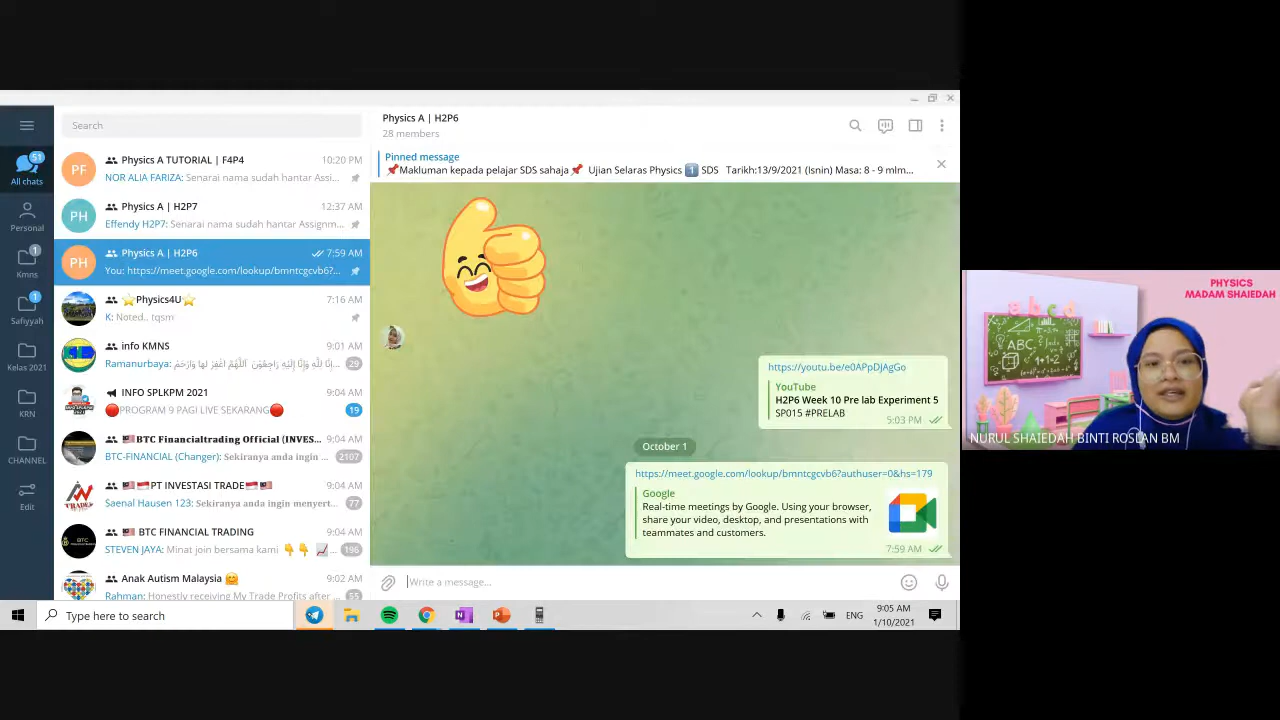 Search
Physics A | H2P6
28 members
Pinned message
📌Makluman kepada pelajar SDS sahaja📌 Ujian Selaras Physics 1️⃣ SDS Tarikh:13/9/2021 (Isnin) Masa: 8 - 9 mlm...
51
All chats
Personal
1
Kmns
1
Safiyyah
Kelas 2021
KRN
CHANNEL
Edit
PF
Physics A TUTORIAL | F4P4
10:20 PM
NOR ALIA FARIZA: Senarai nama sudah hantar Assi...
PH
Physics A | H2P7
12:37 AM
Effendy H2P7: Senarai nama sudah hantar Assignm...
PH
Physics A | H2P6
7:59 AM
You: https://meet.google.com/lookup/bmntcgcvb6?...
⭐Physics4U⭐
7:16 AM
K: Noted.. tqsm
info KMNS
9:01 AM
Ramanurbaya:
29
INFO SPLKPM 2021
9:04 AM
🔴PROGRAM 9 PAGI LIVE SEKARANG🔴
19
🇲🇾BTC Financialtrading Official (INVES...
9:04 AM
BTC-FINANCIAL (Changer): Sekiranya anda ingin ...
2107
🇲🇾🇮🇩PT INVESTASI TRADE🇮🇩🇲🇾
9:04 AM
Saenal Hausen 123: Sekiranya anda ingin menyert...
77
🇲🇾 BTC FINANCIAL TRADING
9:04 AM
STEVEN JAYA: Minat join bersama kami 👇👇 📈...
196
Anak Autism Malaysia 🤗
9:02 AM
Rahman: Honestly receiving My Trade Profits after ...
55
https://youtu.be/e0APpDJAgGo
YouTube
H2P6 Week 10 Pre lab Experiment 5
SP015 #PRELAB
5:03 PM
October 1
https://meet.google.com/lookup/bmntcgcvb6?authuser=0&hs=179
Google
Real-time meetings by Google. Using your browser,
share your video, desktop, and presentations with
teammates and customers.
7:59 AM
Write a message...
Type here to search
ENG
9:05 AM
1/10/2021
PHYSICS
MADAM SHAIEDAH
a b c d
ABC
1+1=2
NURUL SHAIEDAH BINTI ROSLAN BM